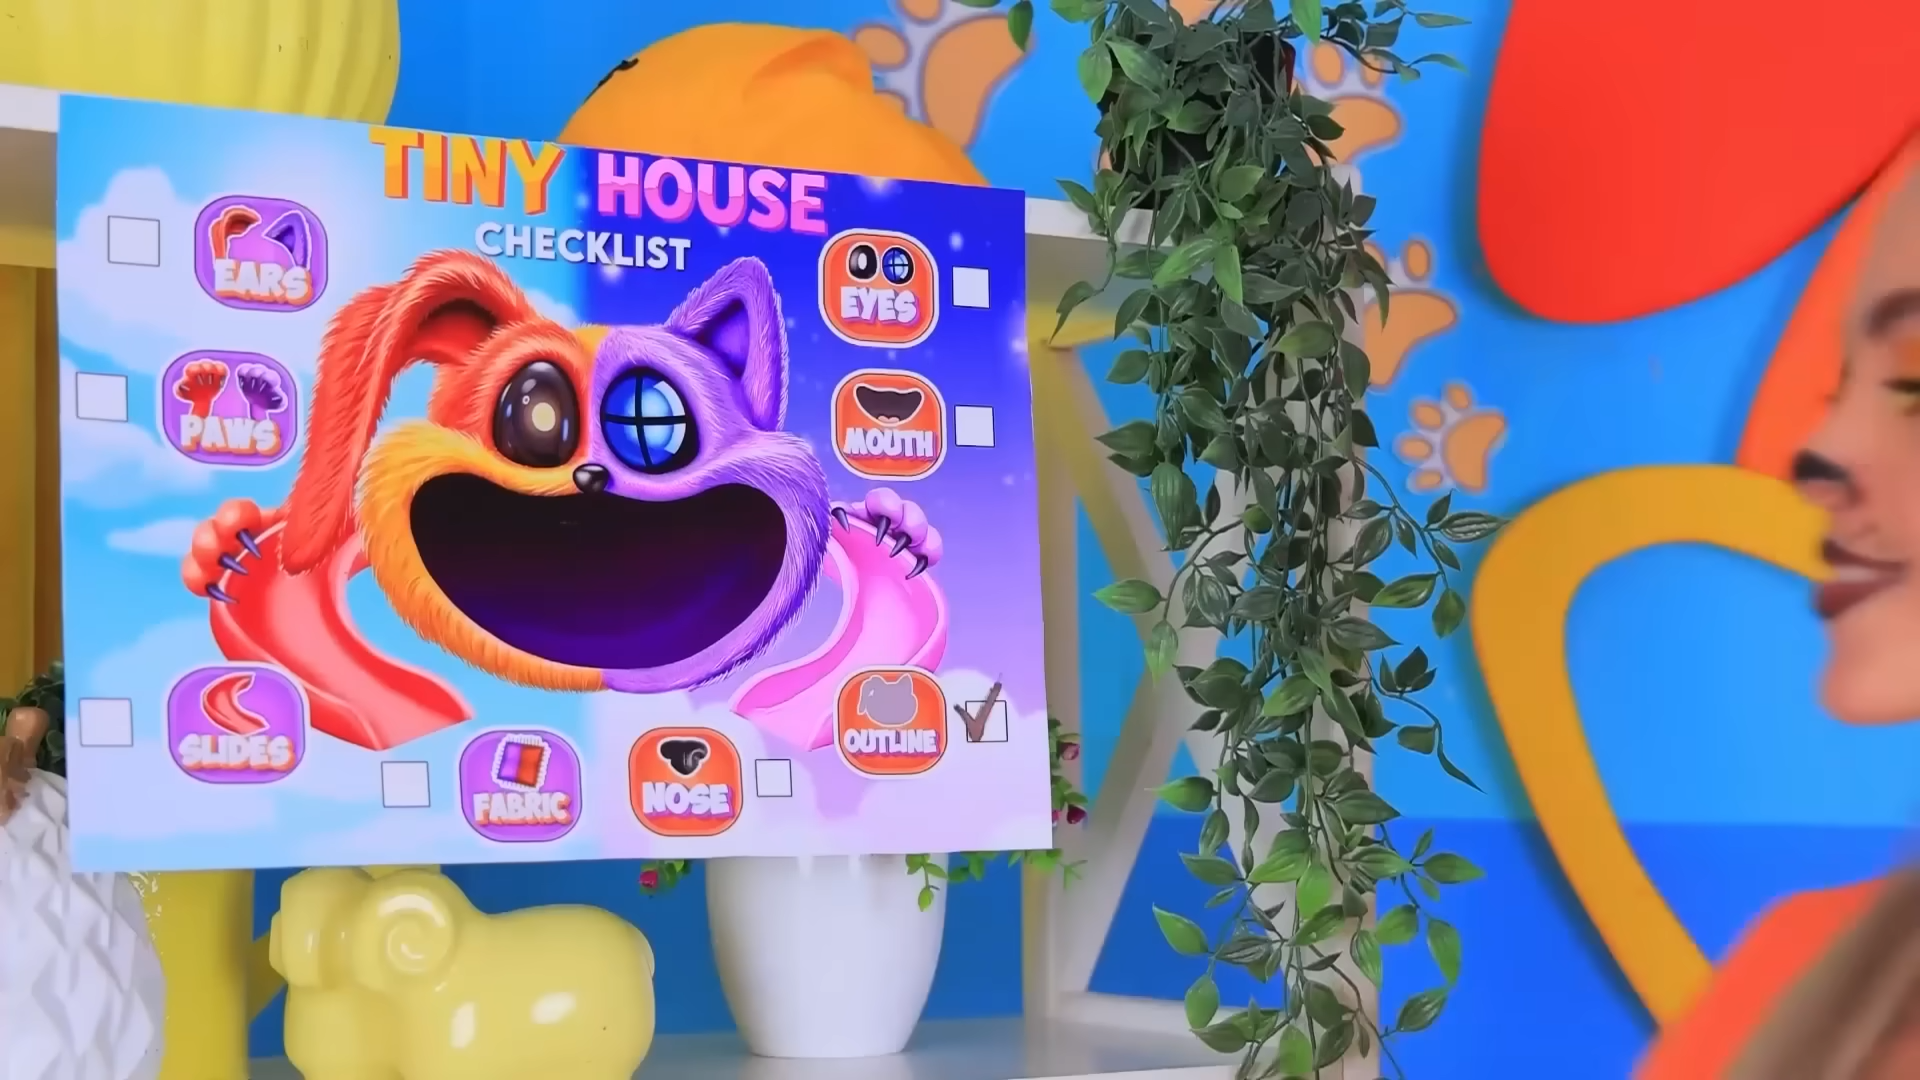 TINY HOUSE
CHECKLIST
EARS
EYES
PAWS
MOUTH
SLIDES
OUTLINE
FABRIC
NOSE